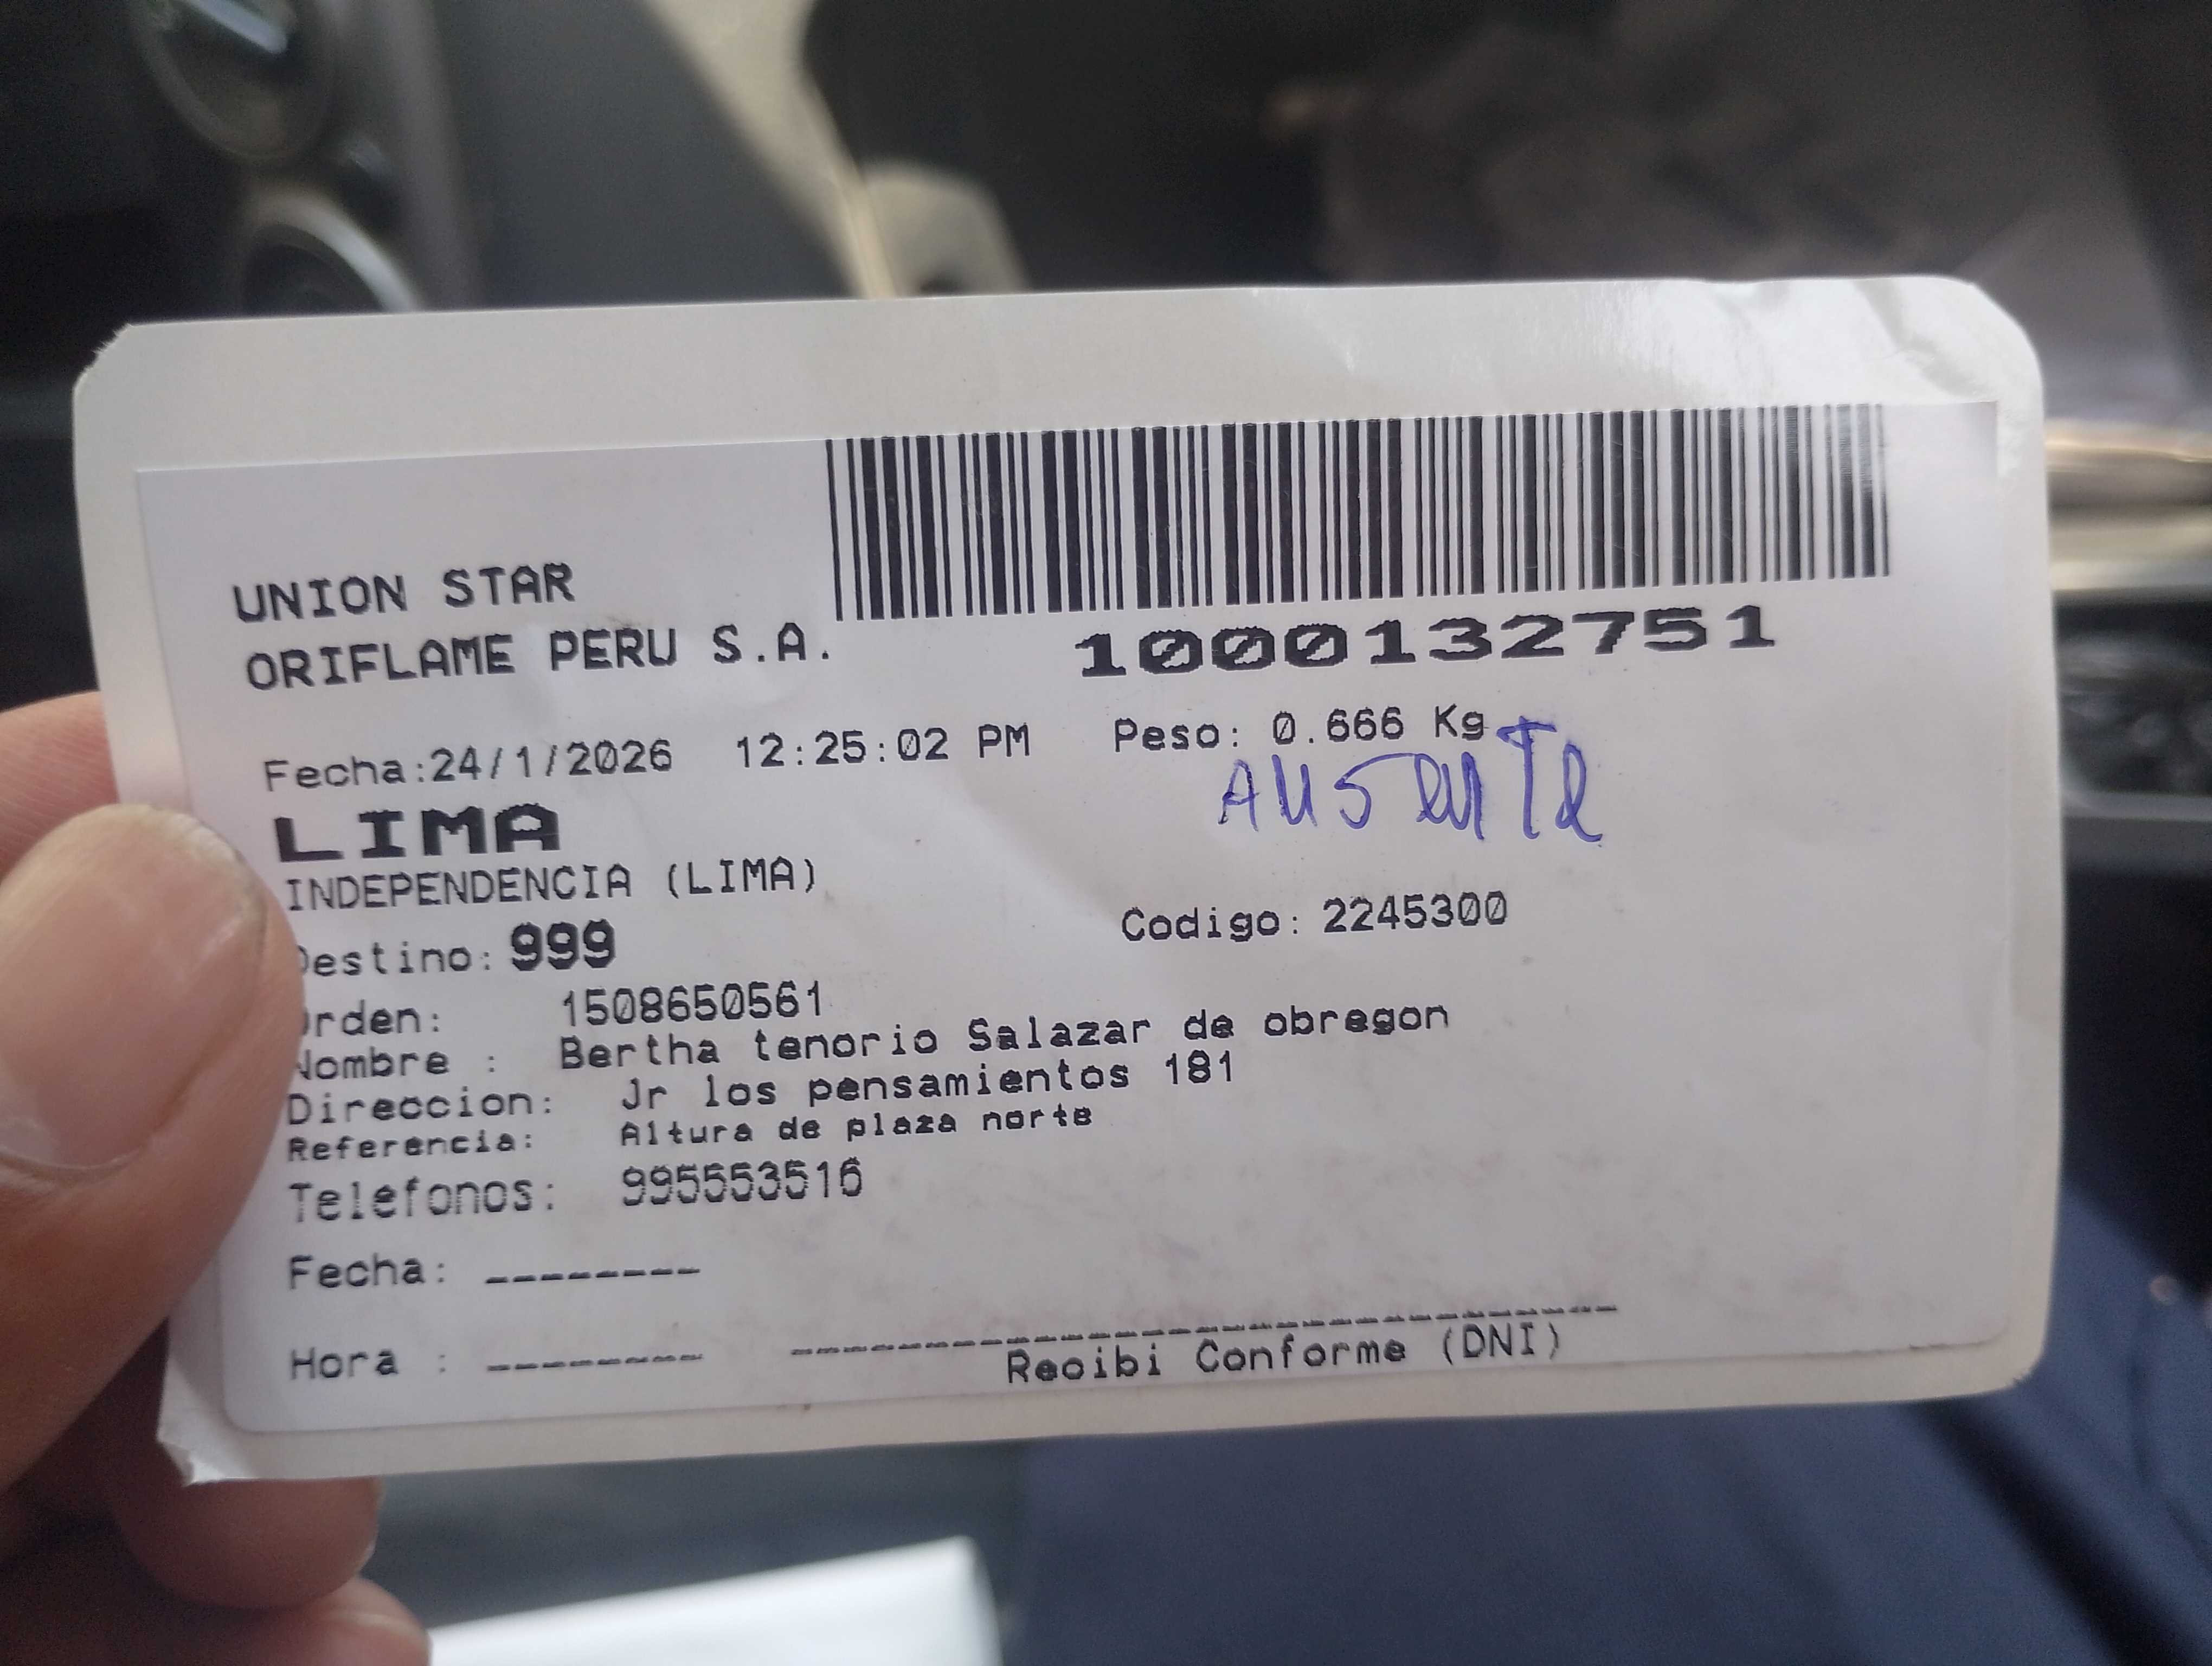 UNION STAR
ORIFLAME PERU S.A.
1000132751
Fecha:24/1/2026 12:25:02 PM Peso: 0.666 Kg
AUSENTE
LIMA
INDEPENDENCIA (LIMA)
Destino: 999 Codigo: 2245300
Orden: 1508650561
Nombre : Bertha tenorio Salazar de obregon
Direccion: Jr los pensamientos 181
Referencia: Altura de plaza norte
Telefonos: 995553516
Fecha: --------
Hora : --------
Recibi Conforme (DNI)